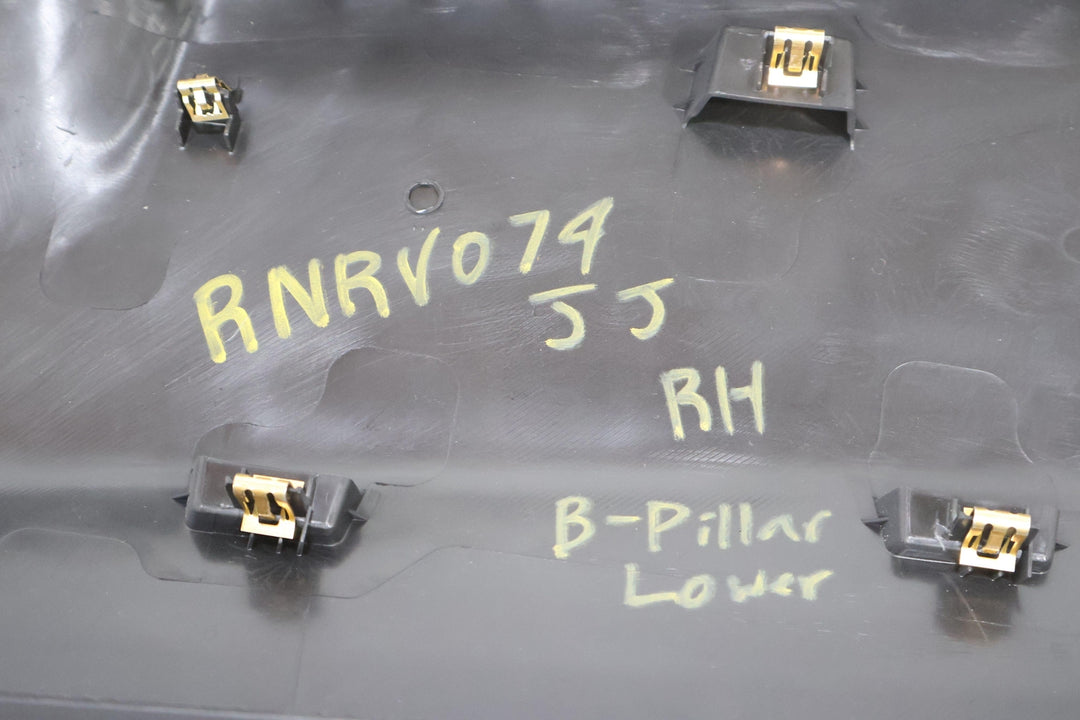 RNRV074
JJ
RH
B-Pillar
Lower